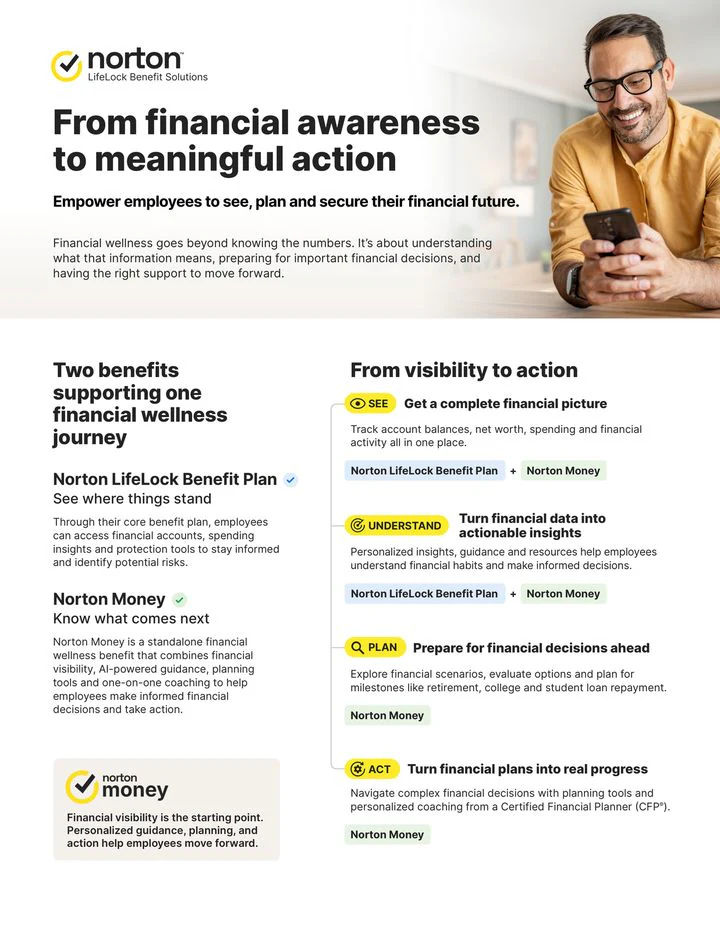 norton™
LifeLock Benefit Solutions
From financial awareness
to meaningful action
Empower employees to see, plan and secure their financial future.
Financial wellness goes beyond knowing the numbers. It’s about understanding
what that information means, preparing for important financial decisions, and
having the right support to move forward.
Two benefits
supporting one
financial wellness
journey
Norton LifeLock Benefit Plan
See where things stand
Through their core benefit plan, employees
can access financial accounts, spending
insights and protection tools to stay informed
and identify potential risks.
Norton Money
Know what comes next
Norton Money is a standalone financial
wellness benefit that combines financial
visibility, AI-powered guidance, planning
tools and one-on-one coaching to help
employees make informed financial
decisions and take action.
norton
money
Financial visibility is the starting point.
Personalized guidance, planning, and
action help employees move forward.
From visibility to action
SEE Get a complete financial picture
Track account balances, net worth, spending and financial
activity all in one place.
Norton LifeLock Benefit Plan + Norton Money
UNDERSTAND Turn financial data into
actionable insights
Personalized insights, guidance and resources help employees
understand financial habits and make informed decisions.
Norton LifeLock Benefit Plan + Norton Money
PLAN Prepare for financial decisions ahead
Explore financial scenarios, evaluate options and plan for
milestones like retirement, college and student loan repayment.
Norton Money
ACT Turn financial plans into real progress
Navigate complex financial decisions with planning tools and
personalized coaching from a Certified Financial Planner (CFP®).
Norton Money